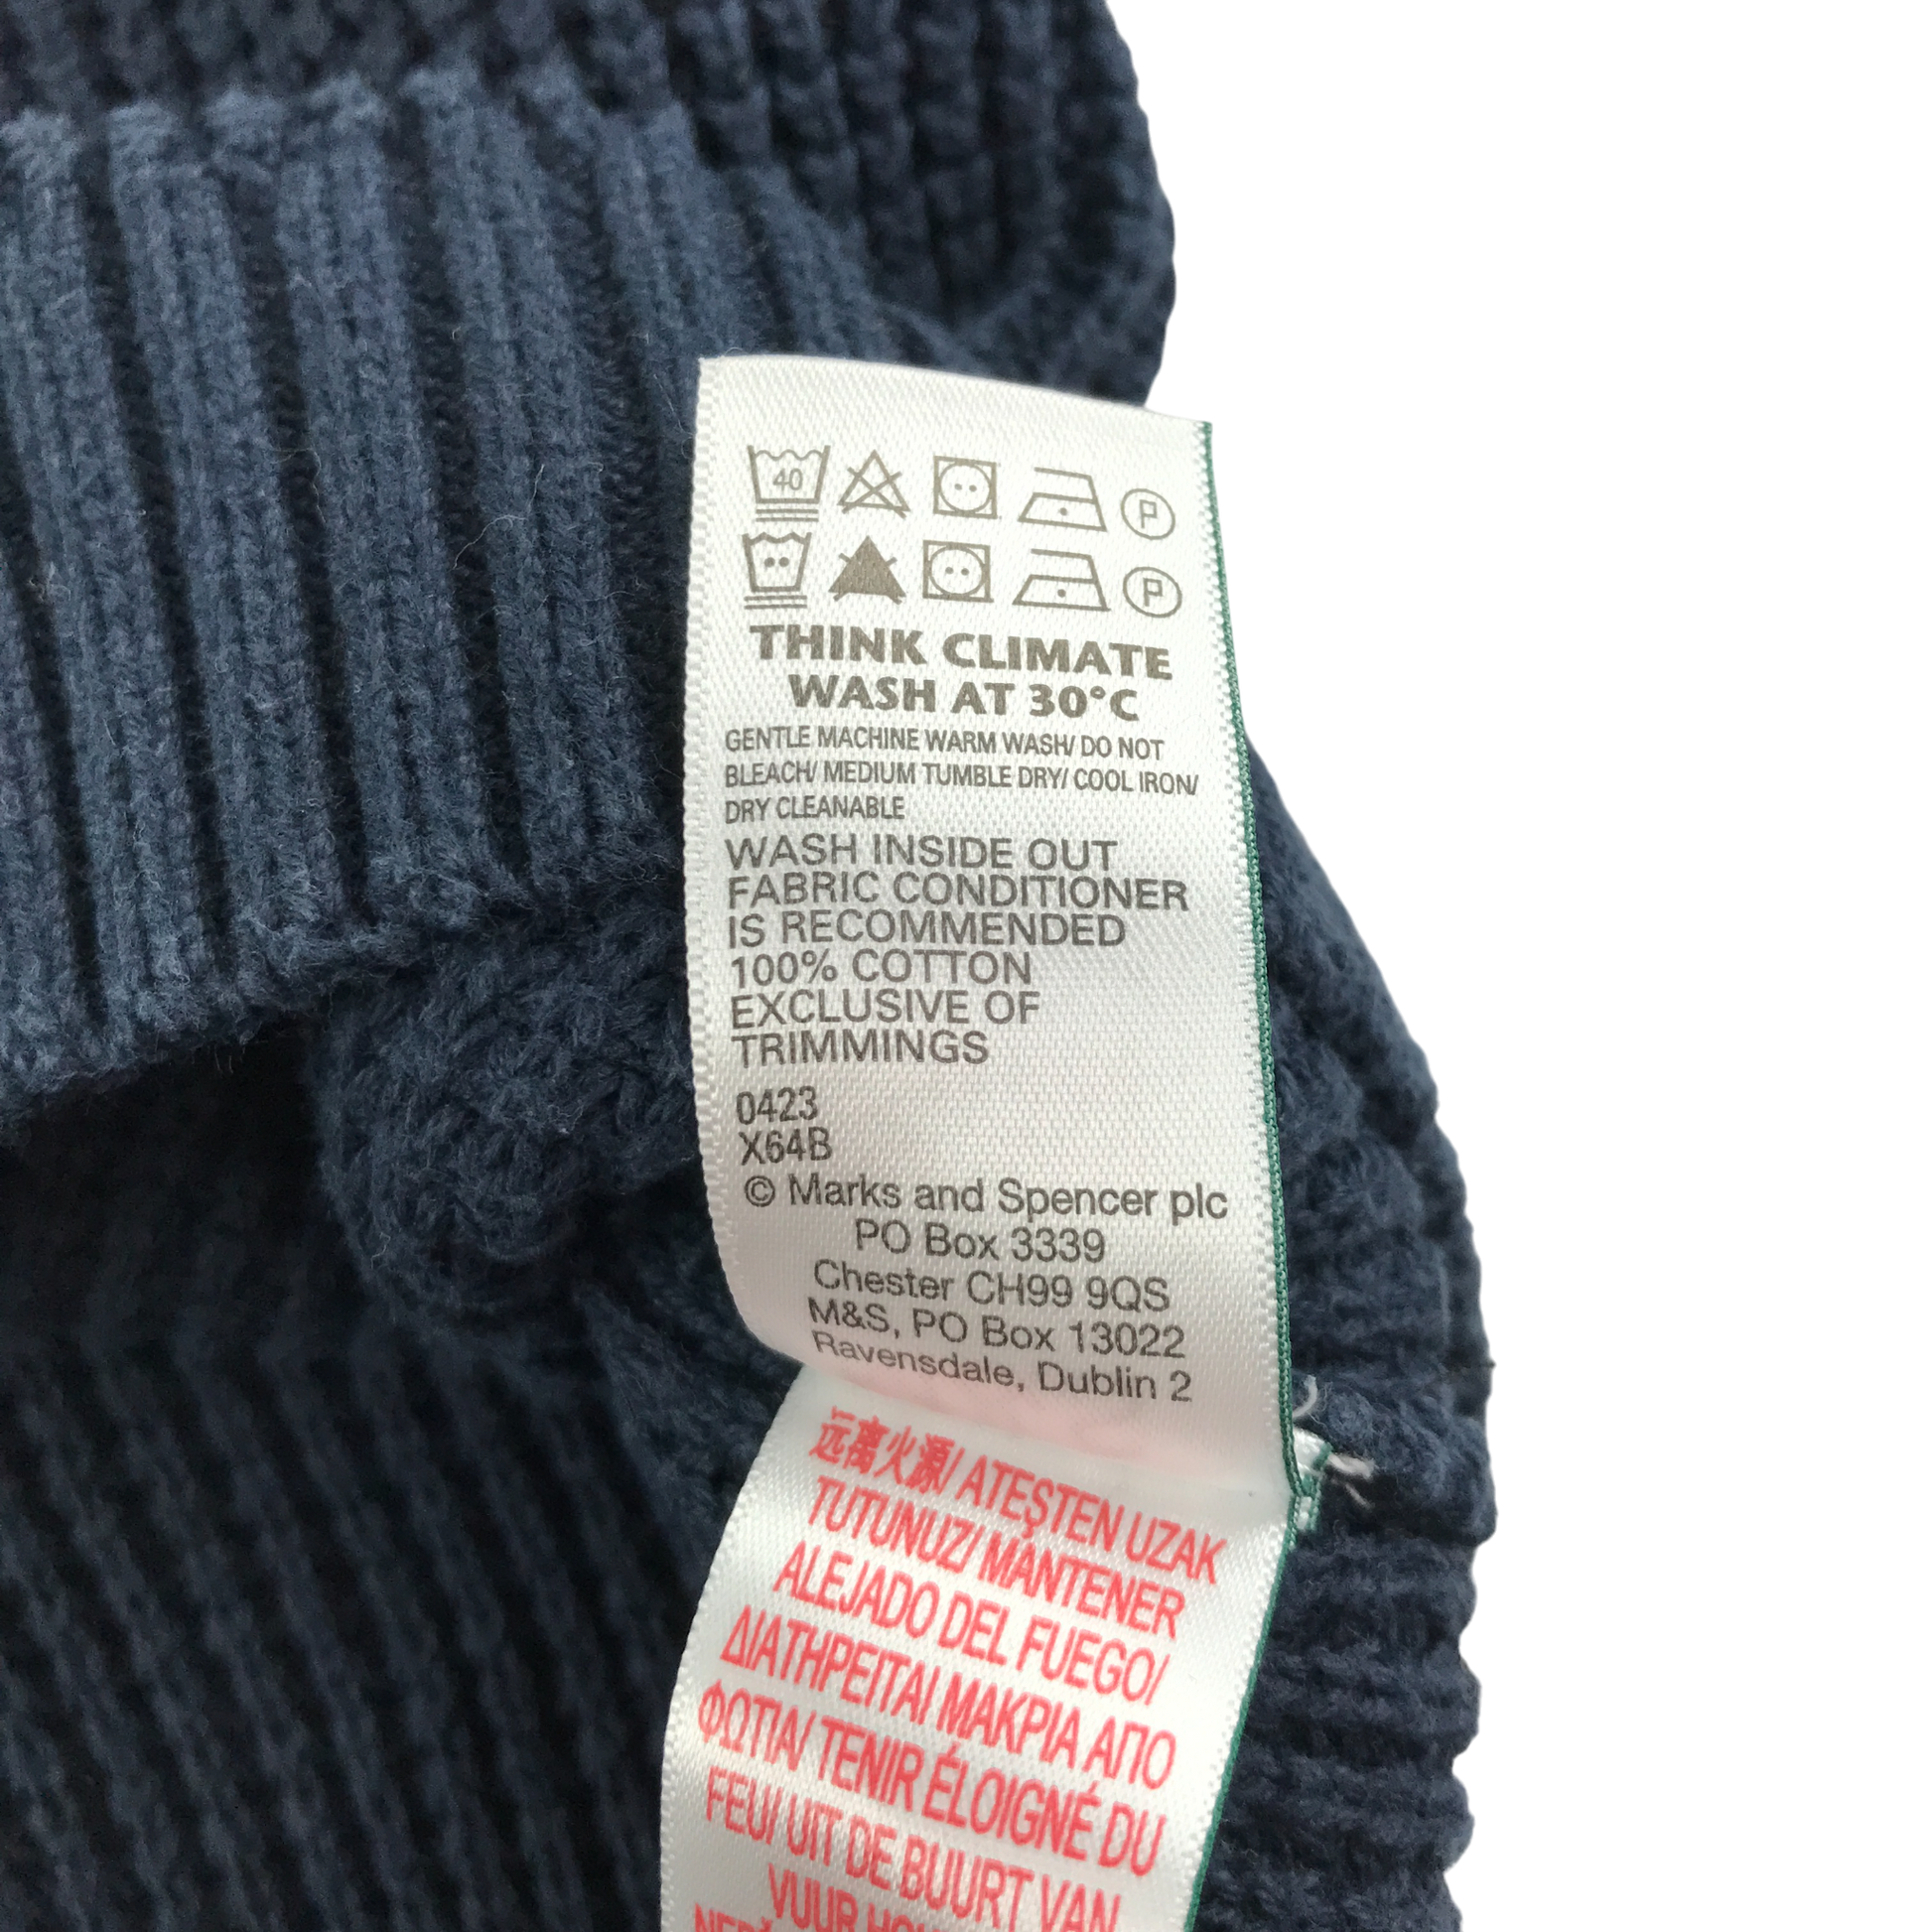 40 P
P
THINK CLIMATE
WASH AT 30°C
GENTLE MACHINE WARM WASH/ DO NOT
BLEACH/ MEDIUM TUMBLE DRY/ COOL IRON/
DRY CLEANABLE
WASH INSIDE OUT
FABRIC CONDITIONER
IS RECOMMENDED
100% COTTON
EXCLUSIVE OF
TRIMMINGS
0423
X64B
© Marks and Spencer plc
PO Box 3339
Chester CH99 9QS
M&S, PO Box 13022
Ravensdale, Dublin 2
远离火源/ ATEŞTEN UZAK
TUTUNUZ/ MANTENER
ALEJADO DEL FUEGO/
ΔΙΑΤΗΡΕΙΤΑΙ ΜΑΚΡΙΑ ΑΠΟ
ΦΩΤΙΑ/ TENIR ÉLOIGNÉ DU
FEU/ UIT DE BUURT VAN
VUUR